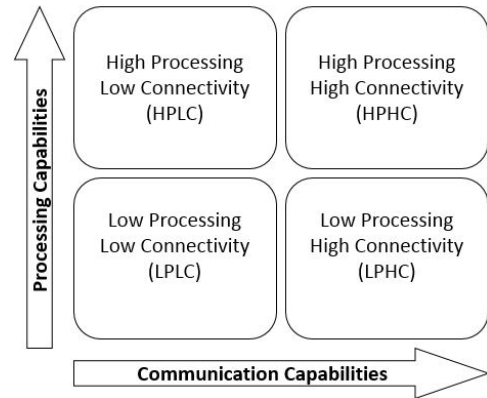 Processing Capabilities
High Processing
Low Connectivity
(HPLC)
High Processing
High Connectivity
(HPHC)
Low Processing
Low Connectivity
(LPLC)
Low Processing
High Connectivity
(LPHC)
Communication Capabilities